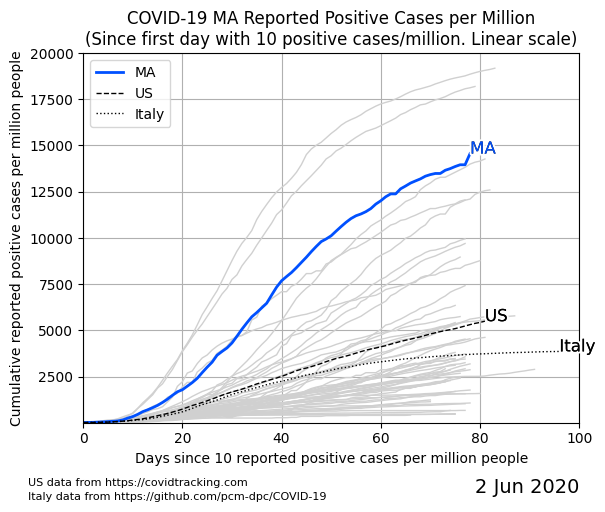 COVID-19 MA Reported Positive Cases per Million
(Since first day with 10 positive cases/million. Linear scale)
Cumulative reported positive cases per million people
20000
17500
15000
12500
10000
7500
5000
2500
MA
US
Italy
MA
US
Italy
0
20
40
60
80
100
Days since 10 reported positive cases per million people
US data from https://covidtracking.com
Italy data from https://github.com/pcm-dpc/COVID-19
2 Jun 2020